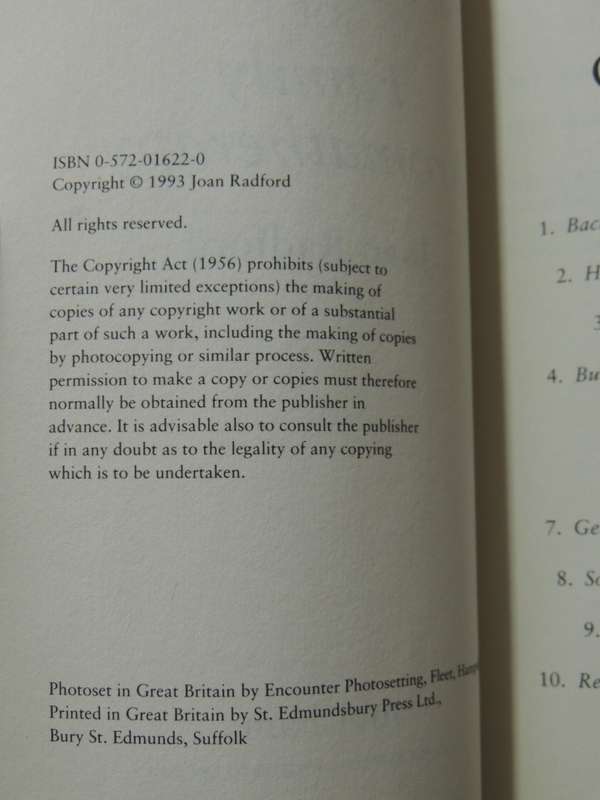 ISBN 0-572-01622-0
Copyright © 1993 Joan Radford
All rights reserved.
The Copyright Act (1956) prohibits (subject to
certain very limited exceptions) the making of
copies of any copyright work or of a substantial
part of such a work, including the making of copies
by photocopying or similar process. Written
permission to make a copy or copies must therefore
normally be obtained from the publisher in
advance. It is advisable also to consult the publisher
if in any doubt as to the legality of any copying
which is to be undertaken.
Photoset in Great Britain by Encounter Photosetting, Fleet,
Printed in Great Britain by St. Edmundsbury Press Ltd.,
Bury St. Edmunds, Suffolk
1.
2.
4.
7.
8.
9.
10.